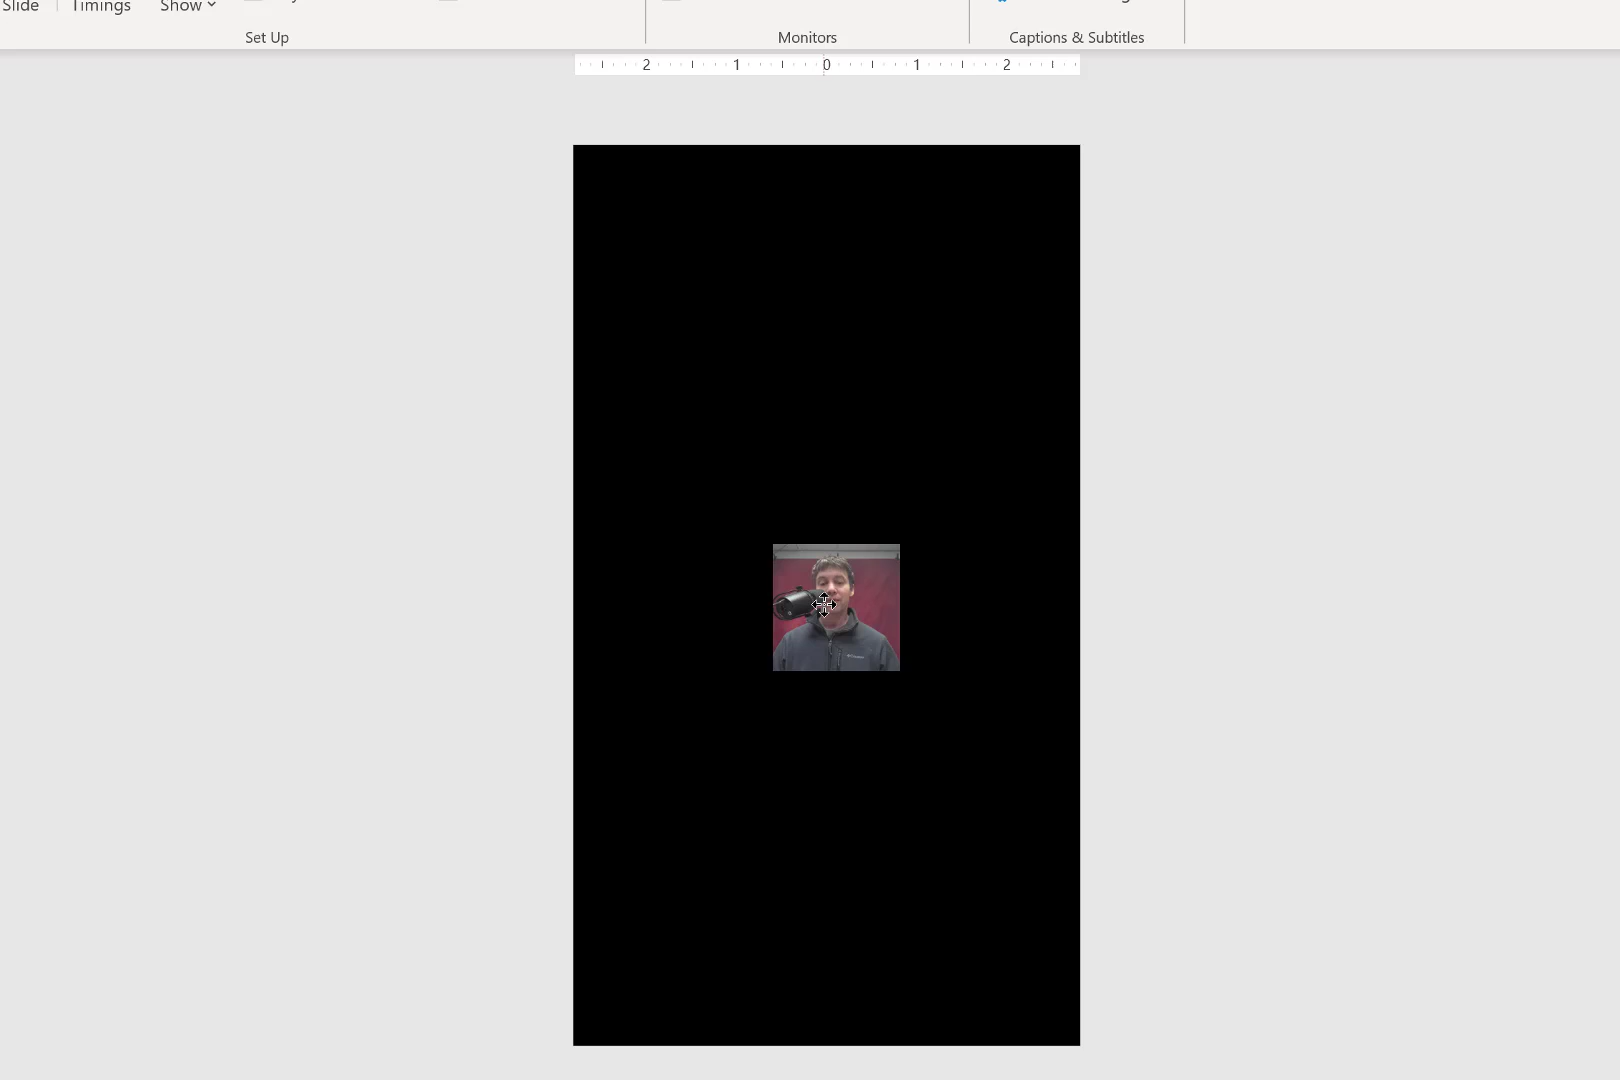 Slide Timings Show
Set Up Monitors Captions & Subtitles
2 1 0 1 2